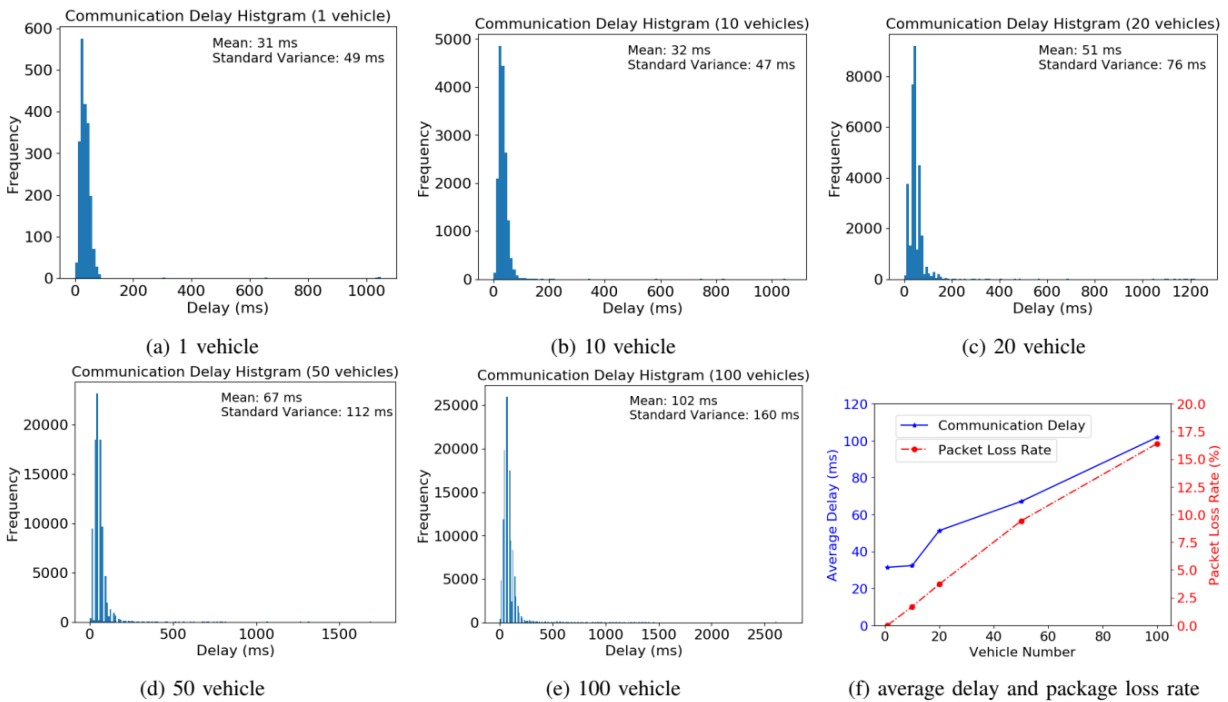 Communication Delay Histgram (1 vehicle)
Mean: 31 ms
Standard Variance: 49 ms
Frequency
600
500
400
300
200
100
0
0 200 400 600 800 1000
Delay (ms)
(a) 1 vehicle
Communication Delay Histgram (10 vehicles)
Mean: 32 ms
Standard Variance: 47 ms
Frequency
5000
4000
3000
2000
1000
0
0 200 400 600 800 1000
Delay (ms)
(b) 10 vehicle
Communication Delay Histgram (20 vehicles)
Mean: 51 ms
Standard Variance: 76 ms
Frequency
8000
6000
4000
2000
0
0 200 400 600 800 1000 1200
Delay (ms)
(c) 20 vehicle
Communication Delay Histgram (50 vehicles)
Mean: 67 ms
Standard Variance: 112 ms
Frequency
20000
15000
10000
5000
0
0 500 1000 1500
Delay (ms)
(d) 50 vehicle
Communication Delay Histgram (100 vehicles)
Mean: 102 ms
Standard Variance: 160 ms
Frequency
25000
20000
15000
10000
5000
0
0 500 1000 1500 2000 2500
Delay (ms)
(e) 100 vehicle
Communication Delay
Packet Loss Rate
Average Delay (ms)
120
100
80
60
40
20
0
Packet Loss Rate (%)
20.0
17.5
15.0
12.5
10.0
7.5
5.0
2.5
0.0
0 20 40 60 80 100
Vehicle Number
(f) average delay and package loss rate